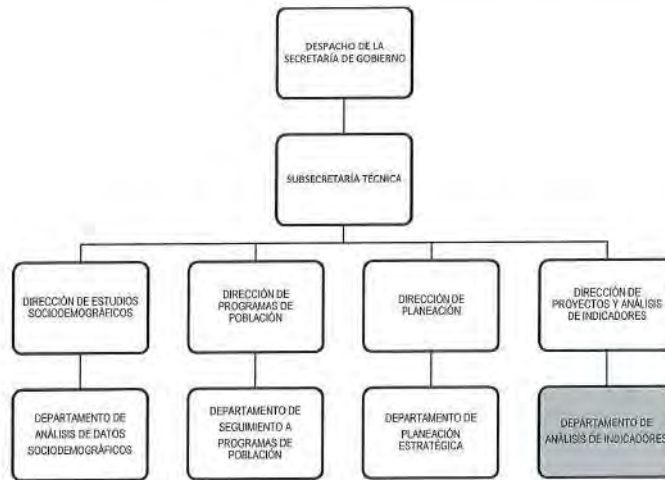 DESPACHO DE LA
SECRETARÍA DE GOBIERNO
SUBSECRETARÍA TÉCNICA
DIRECCIÓN DE ESTUDIOS
SOCIODEMOGRÁFICOS
DIRECCIÓN DE
PROGRAMAS DE
POBLACIÓN
DIRECCIÓN DE
PLANEACIÓN
DIRECCIÓN DE
PROYECTOS Y ANÁLISIS
DE INDICADORES
DEPARTAMENTO DE
ANÁLISIS DE DATOS
SOCIODEMOGRÁFICOS
DEPARTAMENTO DE
SEGUIMIENTO A
PROGRAMAS DE
POBLACIÓN
DEPARTAMENTO DE
PLANEACIÓN
ESTRATÉGICA
DEPARTAMENTO DE
ANÁLISIS DE INDICADORES